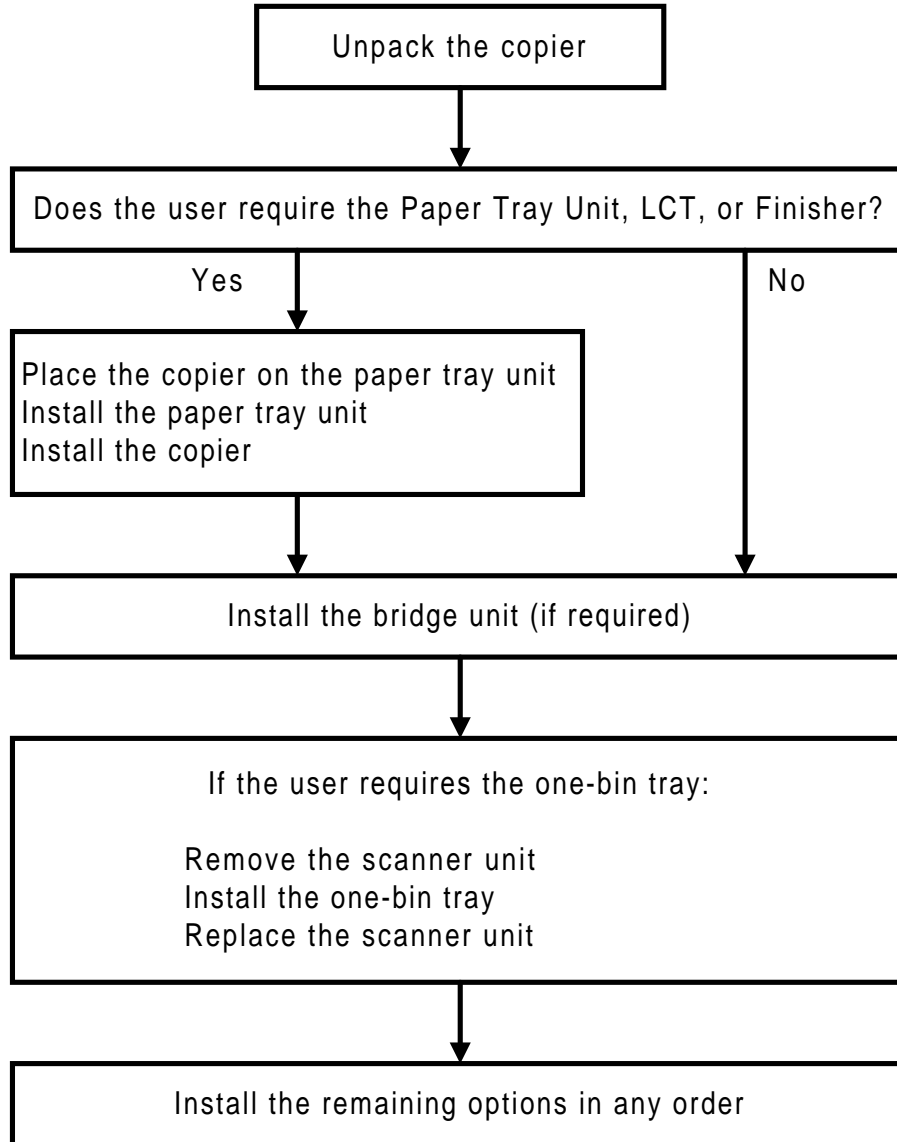 Unpack the copier
Does the user require the Paper Tray Unit, LCT, or Finisher?
Yes
No
Place the copier on the paper tray unit
Install the paper tray unit
Install the copier
Install the bridge unit (if required)
If the user requires the one-bin tray:
Remove the scanner unit
Install the one-bin tray
Replace the scanner unit
Install the remaining options in any order